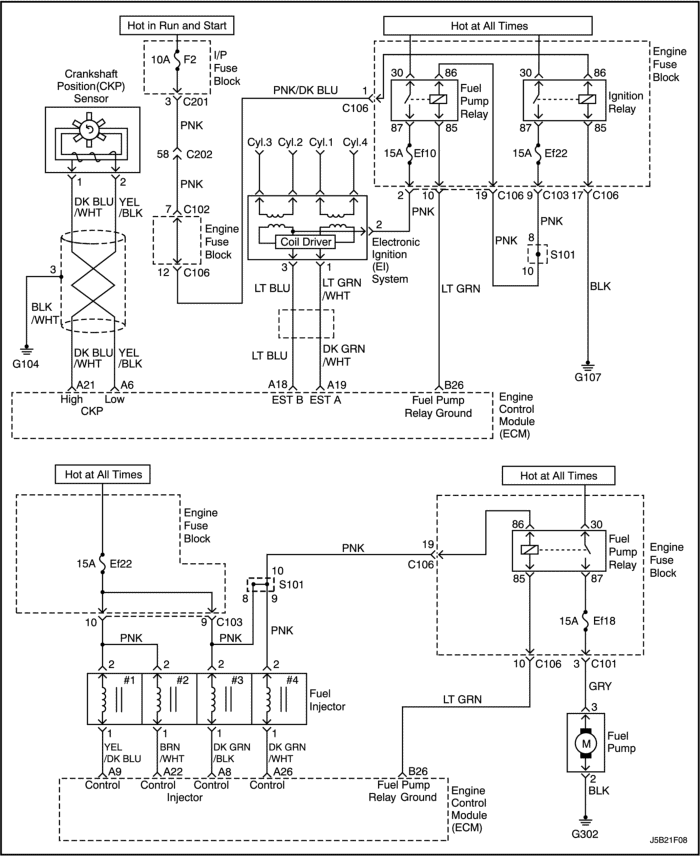 Hot in Run and Start
Hot at All Times
10A F2
I/P
Fuse
Block
Engine
Fuse
Block
Crankshaft
Position(CKP)
Sensor
3 C201
PNK
58 C202
PNK
7 C102
Engine
Fuse
Block
12 C106
PNK/DK BLU
1
C106
30 86
Fuel
Pump
Relay
87 85
15A Ef10
30 86
Ignition
Relay
87 85
15A Ef22
Cyl.3 Cyl.2 Cyl.1 Cyl.4
1 2
DK BLU
/WHT
YEL
/BLK
3
BLK
/WHT
G104
DK BLU
/WHT
YEL
/BLK
Coil Driver
2
Electronic
Ignition
(EI)
System
3 1
LT BLU
LT GRN
/WHT
LT BLU
DK GRN
/WHT
2 10 19 C106 9 C103 17 C106
PNK
PNK
PNK
8
S101
10
LT GRN
BLK
G107
A21 A6
High Low
CKP
A18 A19
EST B EST A
B26
Fuel Pump
Relay Ground
Engine
Control
Module
(ECM)
Hot at All Times
Hot at All Times
Engine
Fuse
Block
15A Ef22
10 9 C103
PNK
PNK
PNK
10
S101
8 9
PNK
19
C106
86 30
Fuel
Pump
Relay
85 87
Engine
Fuse
Block
15A Ef18
10 C106 3 C101
2 2 2 2
#1 #2 #3 #4
Fuel
Injector
1 1 1 1
YEL
/DK BLU
BRN
/WHT
DK GRN
/BLK
DK GRN
/WHT
A9 A22 A8 A26
Control Control Control Control
Injector
LT GRN
B26
Fuel Pump
Relay Ground
Engine
Control
Module
(ECM)
GRY
3
M
Fuel
Pump
2
BLK
G302
J5B21F08